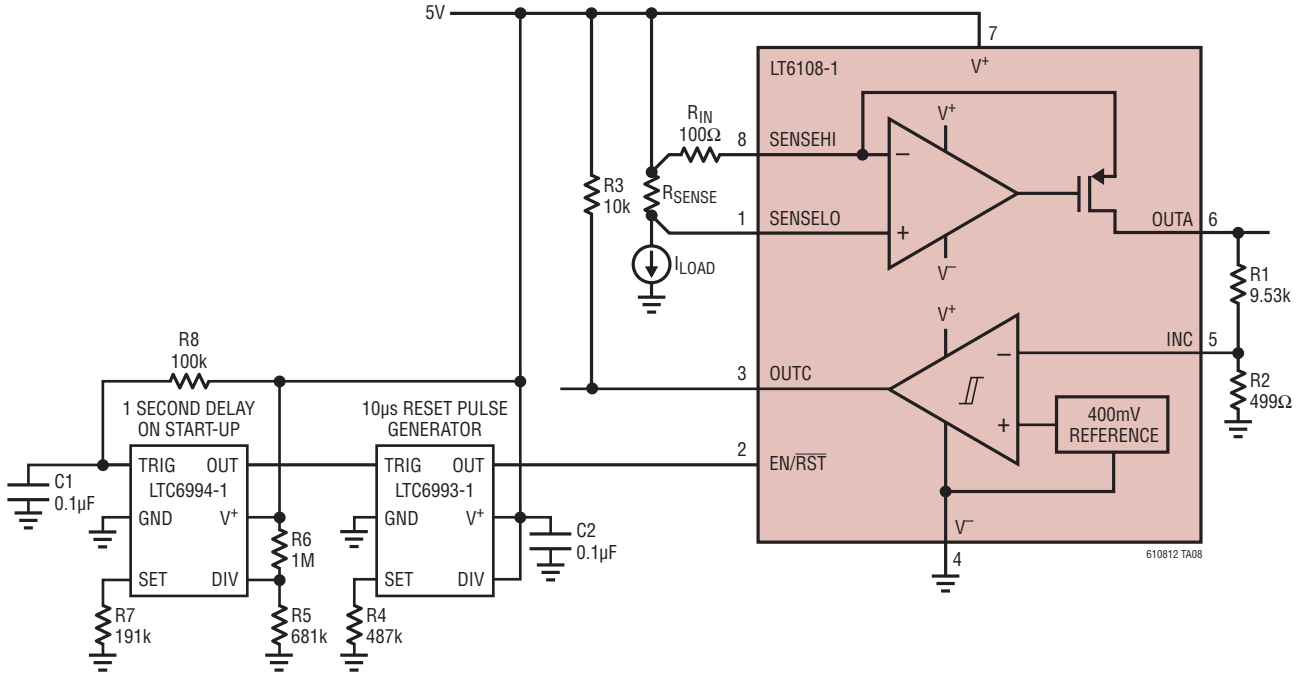 5V
7
LT6108-1
V+
RIN
100Ω
8
SENSEHI
V+
−
R3
10k
RSENSE
1
SENSELO
+
OUTA
6
V−
ILOAD
R1
9.53k
V+
INC
5
−
R8
100k
3
OUTC
R2
499Ω
1 SECOND DELAY
ON START-UP
10µs RESET PULSE
GENERATOR
400mV
REFERENCE
+
2
EN/RST
TRIG OUT
LTC6994-1
GND V+
SET DIV
TRIG OUT
LTC6993-1
GND V+
SET DIV
C1
0.1µF
R6
1M
C2
0.1µF
V−
4
610812 TA08
R7
191k
R5
681k
R4
487k